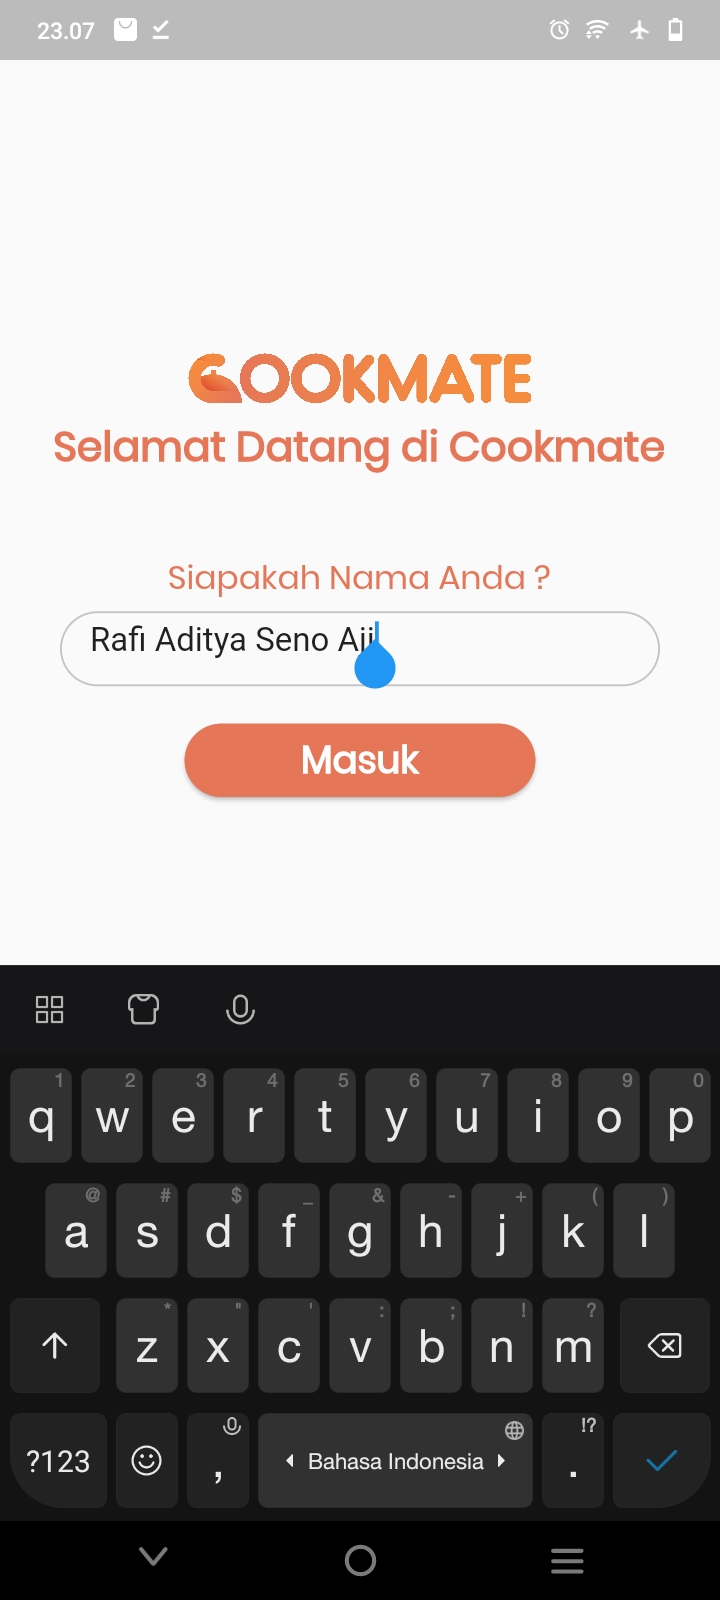 23.07
COOKMATE
Selamat Datang di Cookmate
Siapakah Nama Anda ?
Rafi Aditya Seno Aji
Masuk
1 2 3 4 5 6 7 8 9 0
q w e r t y u i o p
@ # $ _ & - + ( )
a s d f g h j k l
* " ' : ; ! ?
z x c v b n m
!?
?123 , Bahasa Indonesia .